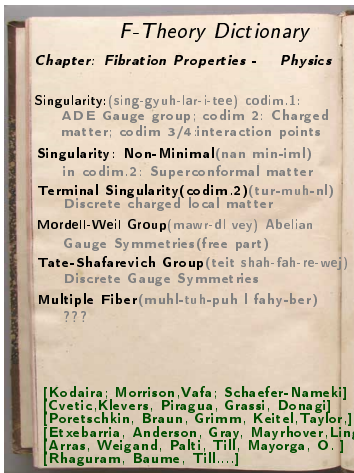 F-Theory Dictionary
Chapter: Fibration Properties - Physics
Singularity:(sing-gyuh-lar-i-tee) codim.1:
ADE Gauge group; codim 2: Charged
matter; codim 3/4:interaction points
Singularity: Non-Minimal(nan min-iml)
in codim.2: Superconformal matter
Terminal Singularity(codim.2)(tur-muh-nl)
Discrete charged local matter
Mordell-Weil Group(mawr-dl vey) Abelian
Gauge Symmetries(free part)
Tate-Shafarevich Group(teit shah-fah-re-wej)
Discrete Gauge Symmetries
Multiple Fiber(muhl-tuh-puh l fahy-ber)
???
[Kodaira; Morrison,Vafa; Schaefer-Nameki]
[Cvetic,Klevers, Piragua, Grassi, Donagi]
[Poretschkin, Braun, Grimm, Keitel,Taylor,]
[Etxebarria, Anderson, Gray, Mayrhofer,Ling
[Arras, Weigand, Palti, Till, Mayorga, O. ]
[Rhaguram, Baume, Till....]